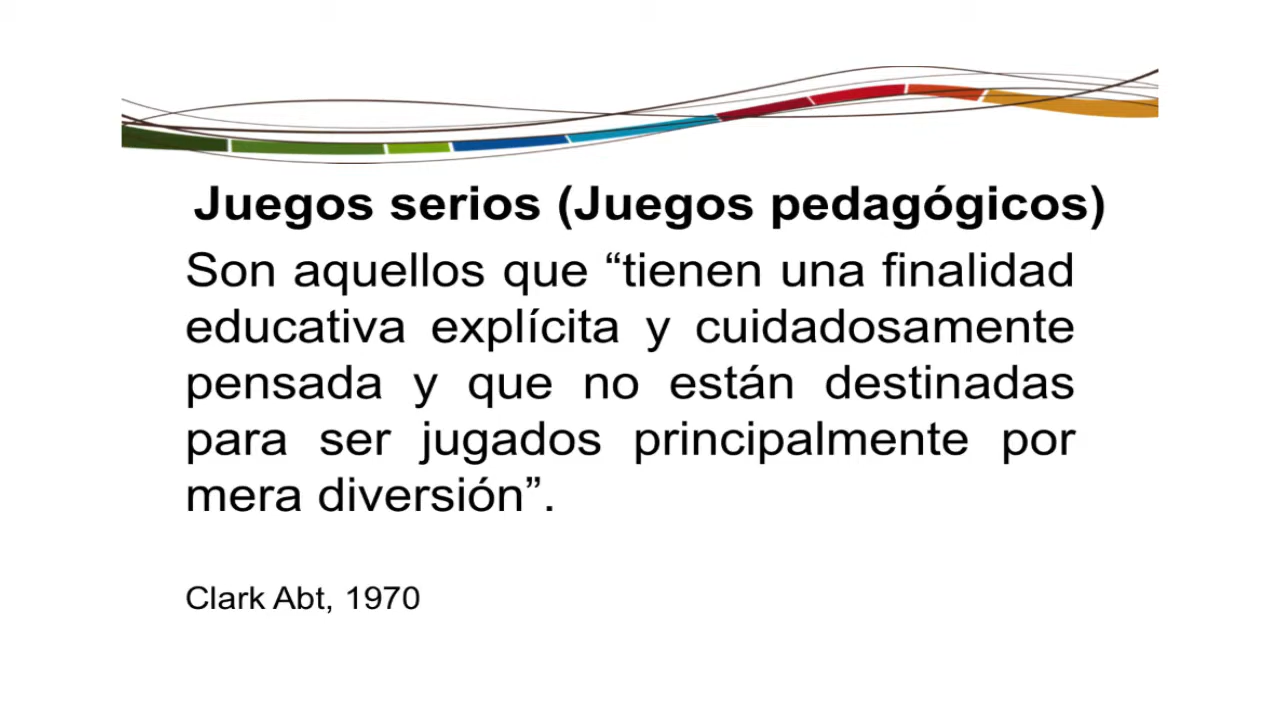 Juegos serios (Juegos pedagógicos)
Son aquellos que “tienen una finalidad
educativa explícita y cuidadosamente
pensada y que no están destinadas
para ser jugados principalmente por
mera diversión”.
Clark Abt, 1970